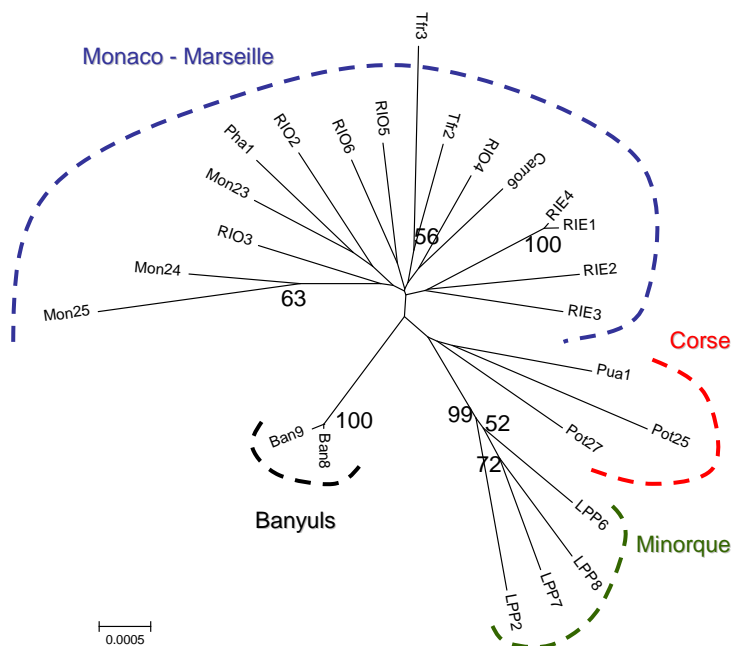 Tfr3
Monaco - Marseille
RIO5
RIO2
RIO6
Tfr2
Pha1
RIO4
Carro6
Mon23
RIE4
RIE1
56
RIO3
100
Mon24
RIE2
63
Mon25
RIE3
Corse
Pua1
99
52
100
Ban9
Ban8
Pot27
Pot25
72
Banyuls
LPP6
Minorque
LPP8
LPP7
LPP2
0.0005